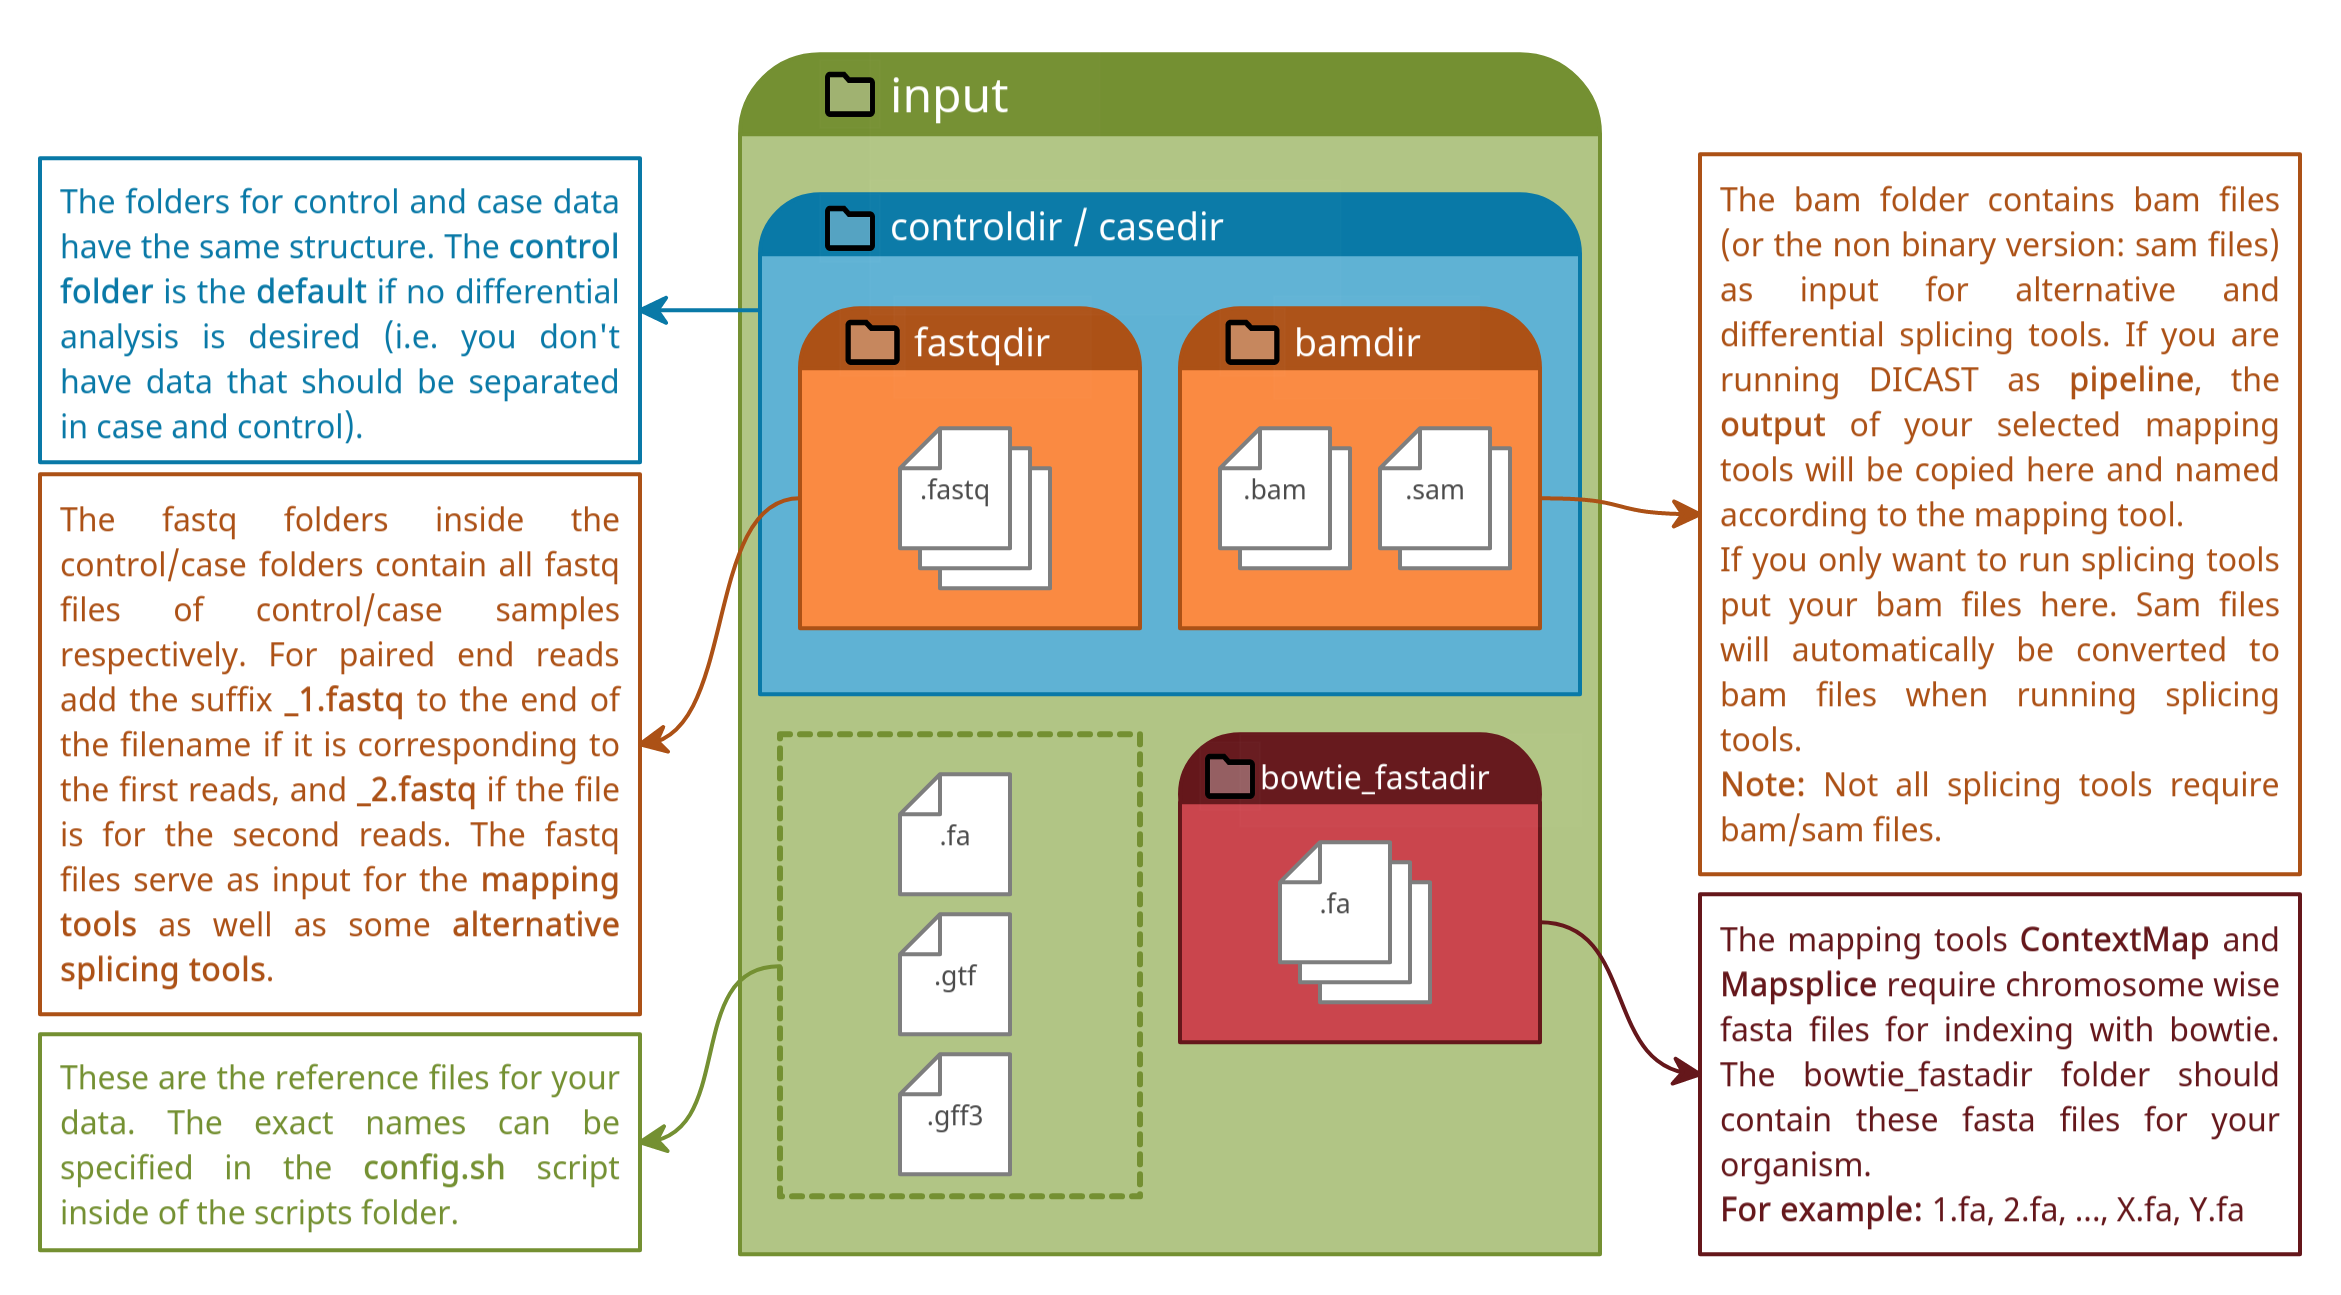 input
controldir / casedir
fastqdir
bamdir
.fastq
.bam
.sam
.fa
.gtf
.gff3
bowtie_fastadir
.fa
The folders for control and case data
have the same structure. The control
folder is the default if no differential
analysis is desired (i.e. you don't
have data that should be separated
in case and control).
The fastq folders inside the
control/case folders contain all fastq
files of control/case samples
respectively. For paired end reads
add the suffix _1.fastq to the end of
the filename if it is corresponding to
the first reads, and _2.fastq if the file
is for the second reads. The fastq
files serve as input for the mapping
tools as well as some alternative
splicing tools.
These are the reference files for your
data. The exact names can be
specified in the config.sh script
inside of the scripts folder.
The bam folder contains bam files
(or the non binary version: sam files)
as input for alternative and
differential splicing tools. If you are
running DICAST as pipeline, the
output of your selected mapping
tools will be copied here and named
according to the mapping tool.
If you only want to run splicing tools
put your bam files here. Sam files
will automatically be converted to
bam files when running splicing
tools.
Note: Not all splicing tools require
bam/sam files.
The mapping tools ContextMap and
Mapsplice require chromosome wise
fasta files for indexing with bowtie.
The bowtie_fastadir folder should
contain these fasta files for your
organism.
For example: 1.fa, 2.fa, ..., X.fa, Y.fa